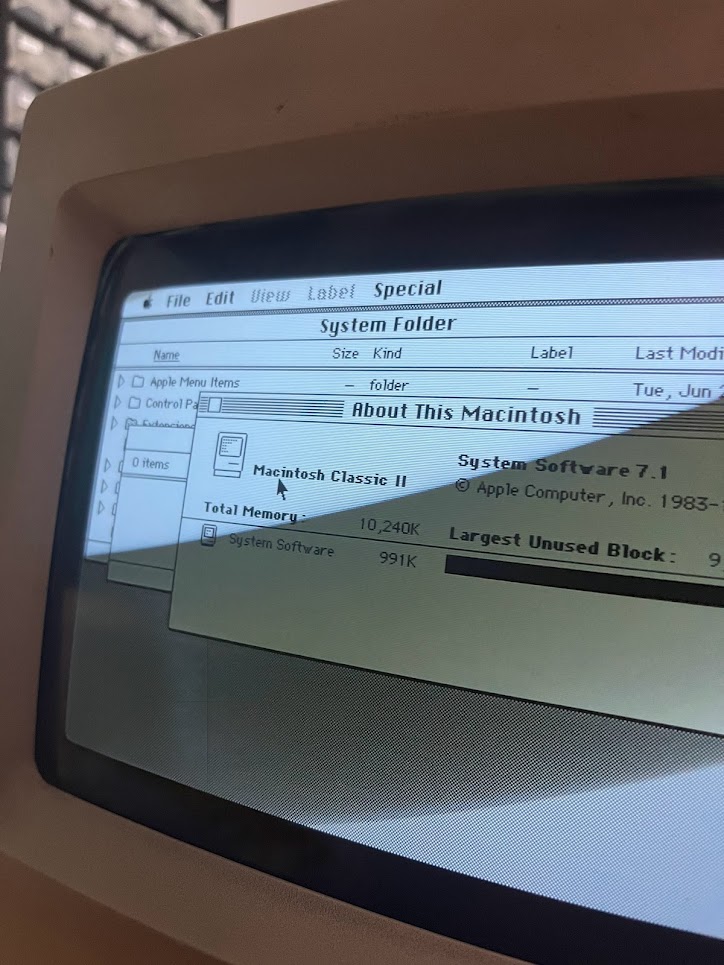 File Edit View Label Special
System Folder
Name Size Kind Label Last Modi
Apple Menu Items — folder — Tue, Jun
Control Pa
Extensions
About This Macintosh
0 items
Macintosh Classic II
System Software 7.1
© Apple Computer, Inc. 1983-
Total Memory: 10,240K
Largest Unused Block: 9
System Software 991K